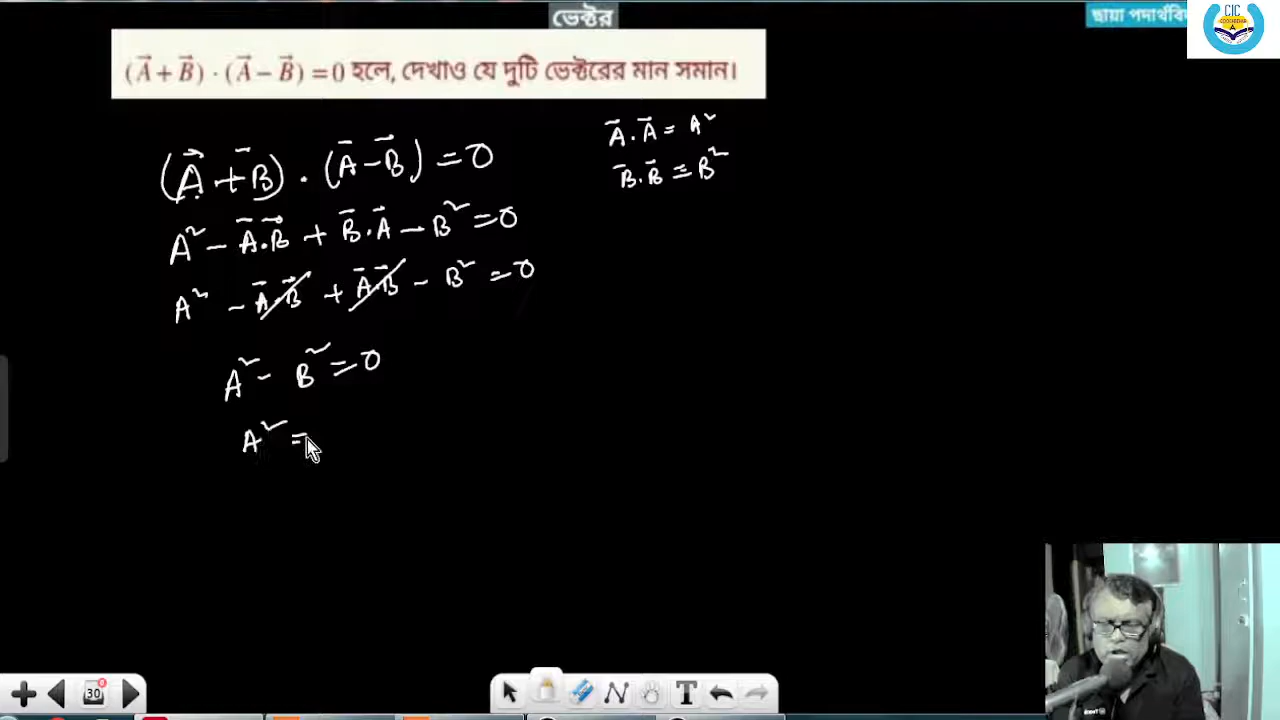 ভেক্টর
ছায়া পদার্থবিদ
CIC
COOCHBEHAR
(A⃗ + B⃗) · (A⃗ − B⃗) = 0 হলে, দেখাও যে দুটি ভেক্টরের মান সমান।
A⃗ . A⃗ = A²
B⃗ . B⃗ = B²
(A⃗ + B⃗) . (A⃗ − B⃗) = 0
A² − A⃗.B⃗ + B⃗.A⃗ − B² = 0
A² − A⃗.B⃗ + A⃗.B⃗ − B² = 0
A² − B² = 0
A² =
30
T